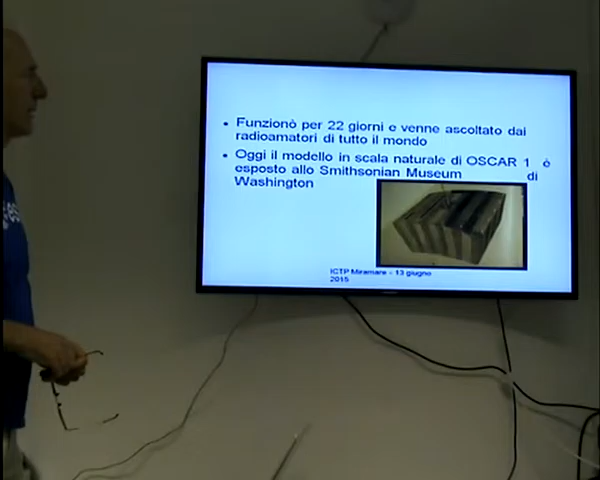 • Funzionò per 22 giorni e venne ascoltato dai
radioamatori di tutto il mondo
• Oggi il modello in scala naturale di OSCAR 1 è
esposto allo Smithsonian Museum di
Washington
ICTP Miramare - 13 giugno
2015